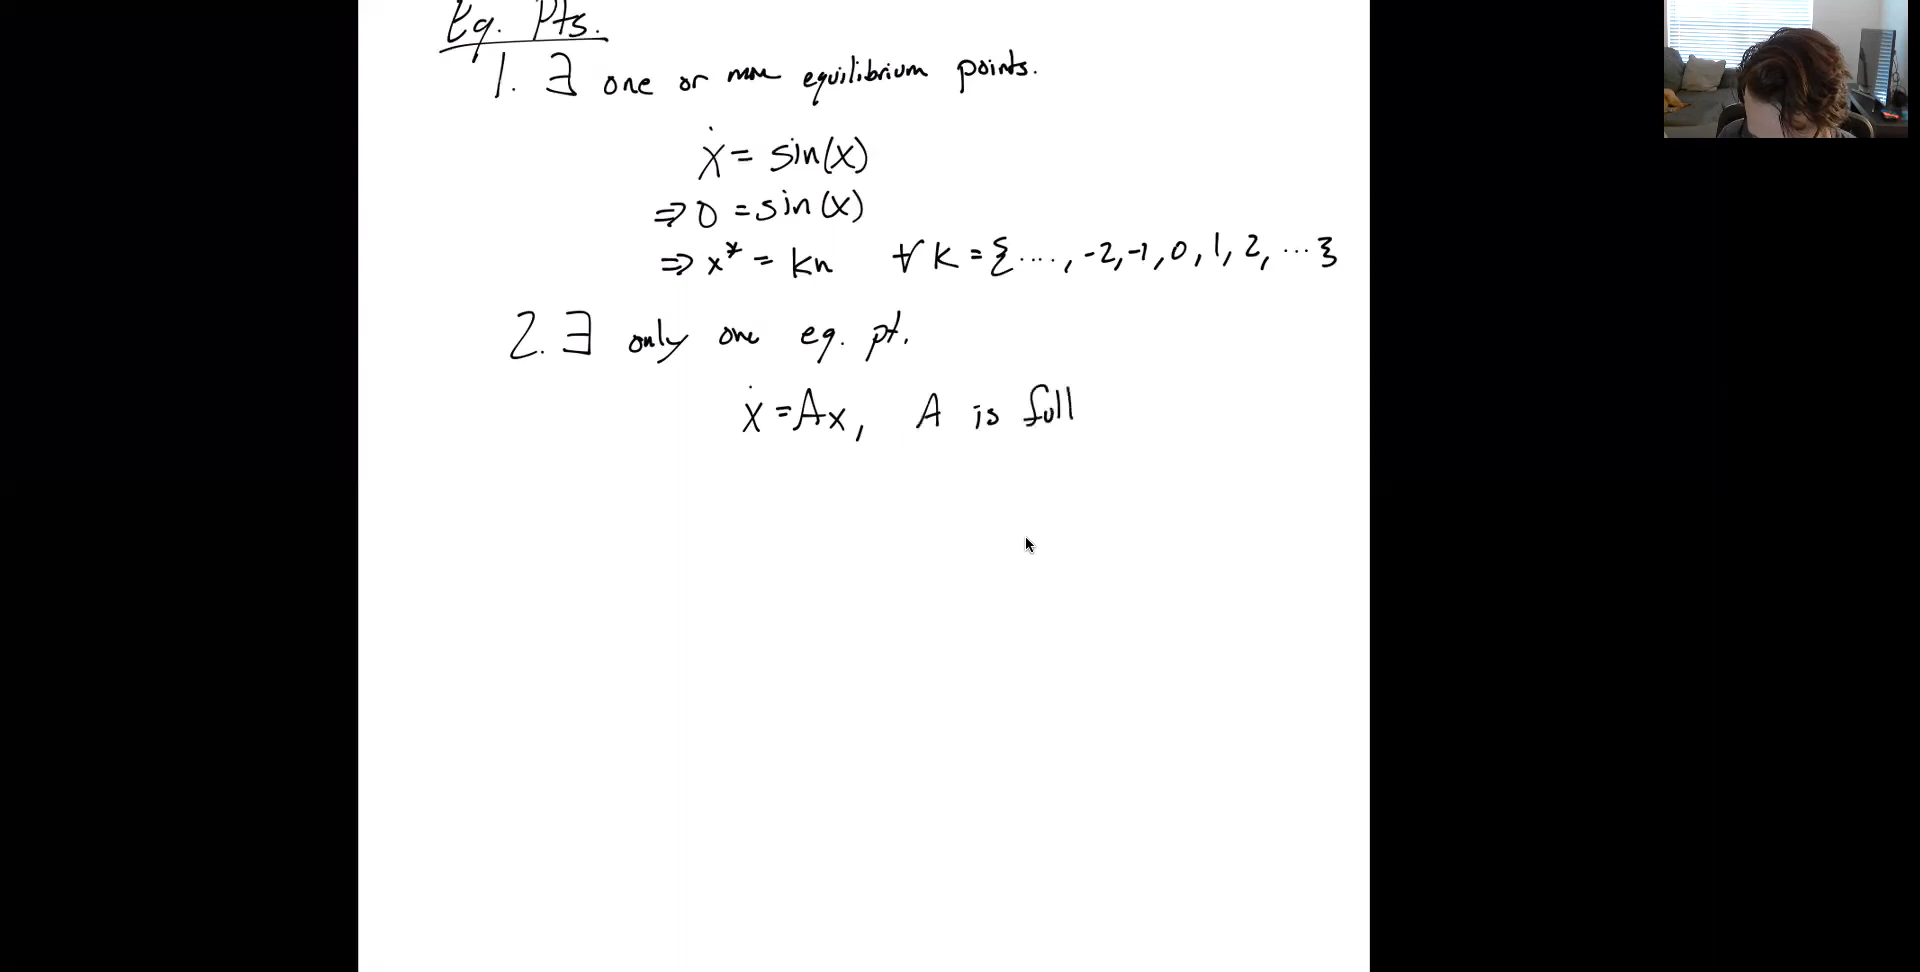 Eq. Pts.
1. ∃ one or more equilibrium points.
ẋ = sin(x)
⇒ 0 = sin(x)
⇒ x* = kπ ∀ k = {..., -2, -1, 0, 1, 2, ...}
2. ∃ only one eq. pt.
ẋ = Ax, A is full